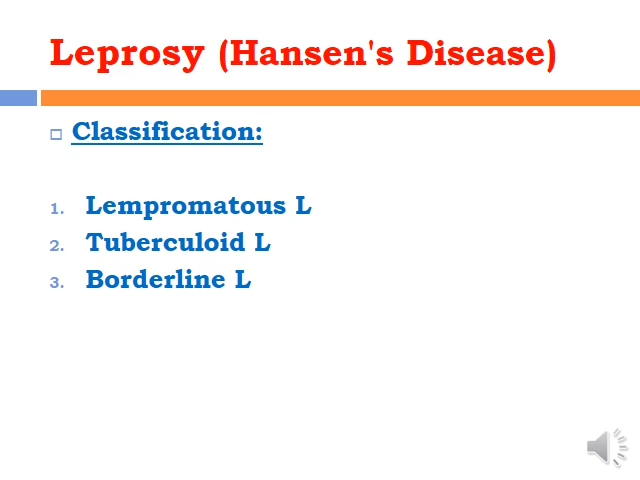 Leprosy (Hansen's Disease)
Classification:
1. Lempromatous L
2. Tuberculoid L
3. Borderline L